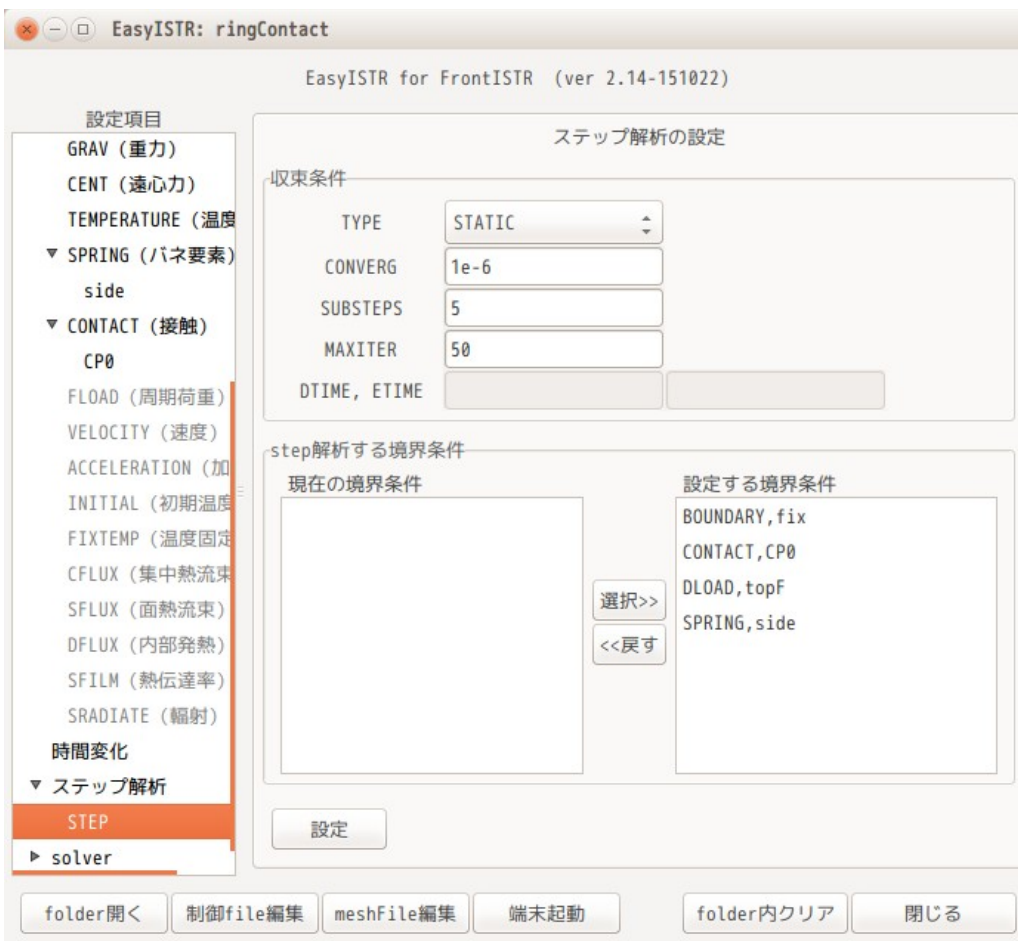 EasyISTR: ringContact
EasyISTR for FrontISTR (ver 2.14-151022)
設定項目
GRAV (重力)
CENT (遠心力)
TEMPERATURE (温度
SPRING (バネ要素)
side
CONTACT (接触)
CP0
FLOAD (周期荷重)
VELOCITY (速度)
ACCELERATION (加
INITIAL (初期温度
FIXTEMP (温度固定
CFLUX (集中熱流束
SFLUX (面熱流束)
DFLUX (内部発熱)
SFILM (熱伝達率)
SRADIATE (輻射)
時間変化
ステップ解析
STEP
solver
ステップ解析の設定
収束条件
TYPE STATIC
CONVERG 1e-6
SUBSTEPS 5
MAXITER 50
DTIME, ETIME
step解析する境界条件
現在の境界条件
設定する境界条件
BOUNDARY,fix
CONTACT,CP0
DLOAD,topF
SPRING,side
選択>>
<<戻す
設定
folder開く 制御file編集 meshFile編集 端末起動 folder内クリア 閉じる